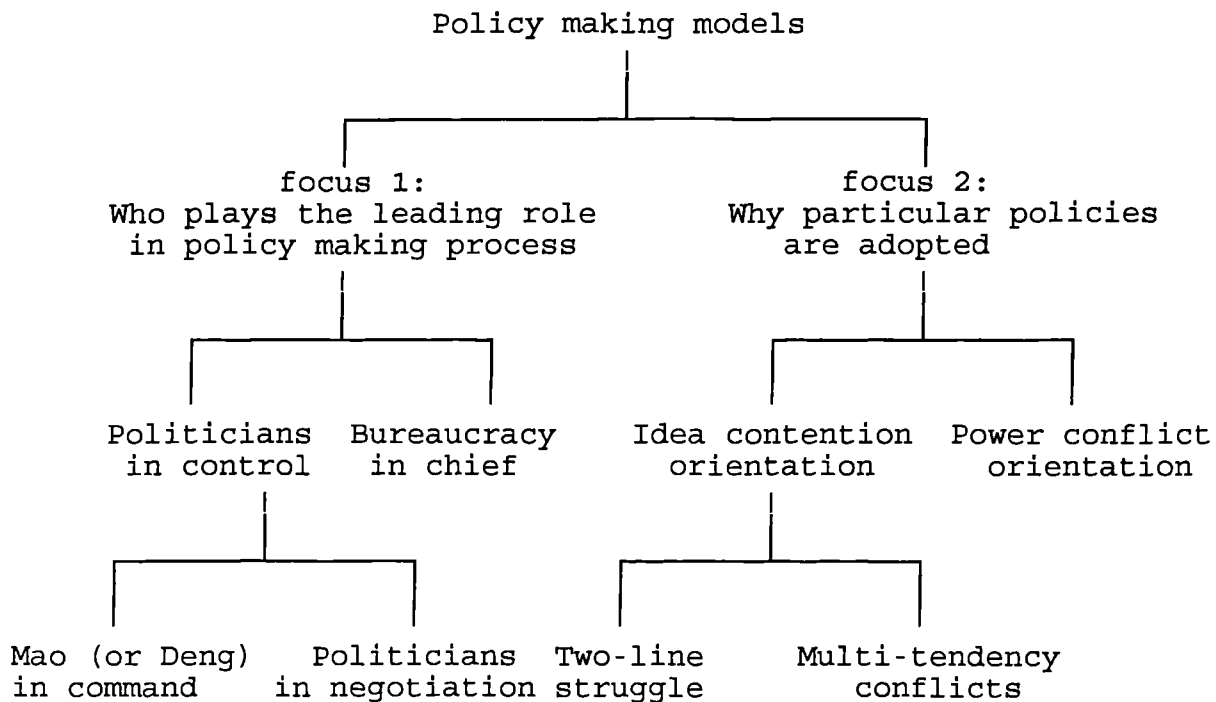 Policy making models
focus 1:
Who plays the leading role
in policy making process
focus 2:
Why particular policies
are adopted
Politicians
in control
Bureaucracy
in chief
Idea contention
orientation
Power conflict
orientation
Mao (or Deng)
in command
Politicians
in negotiation
Two-line
struggle
Multi-tendency
conflicts